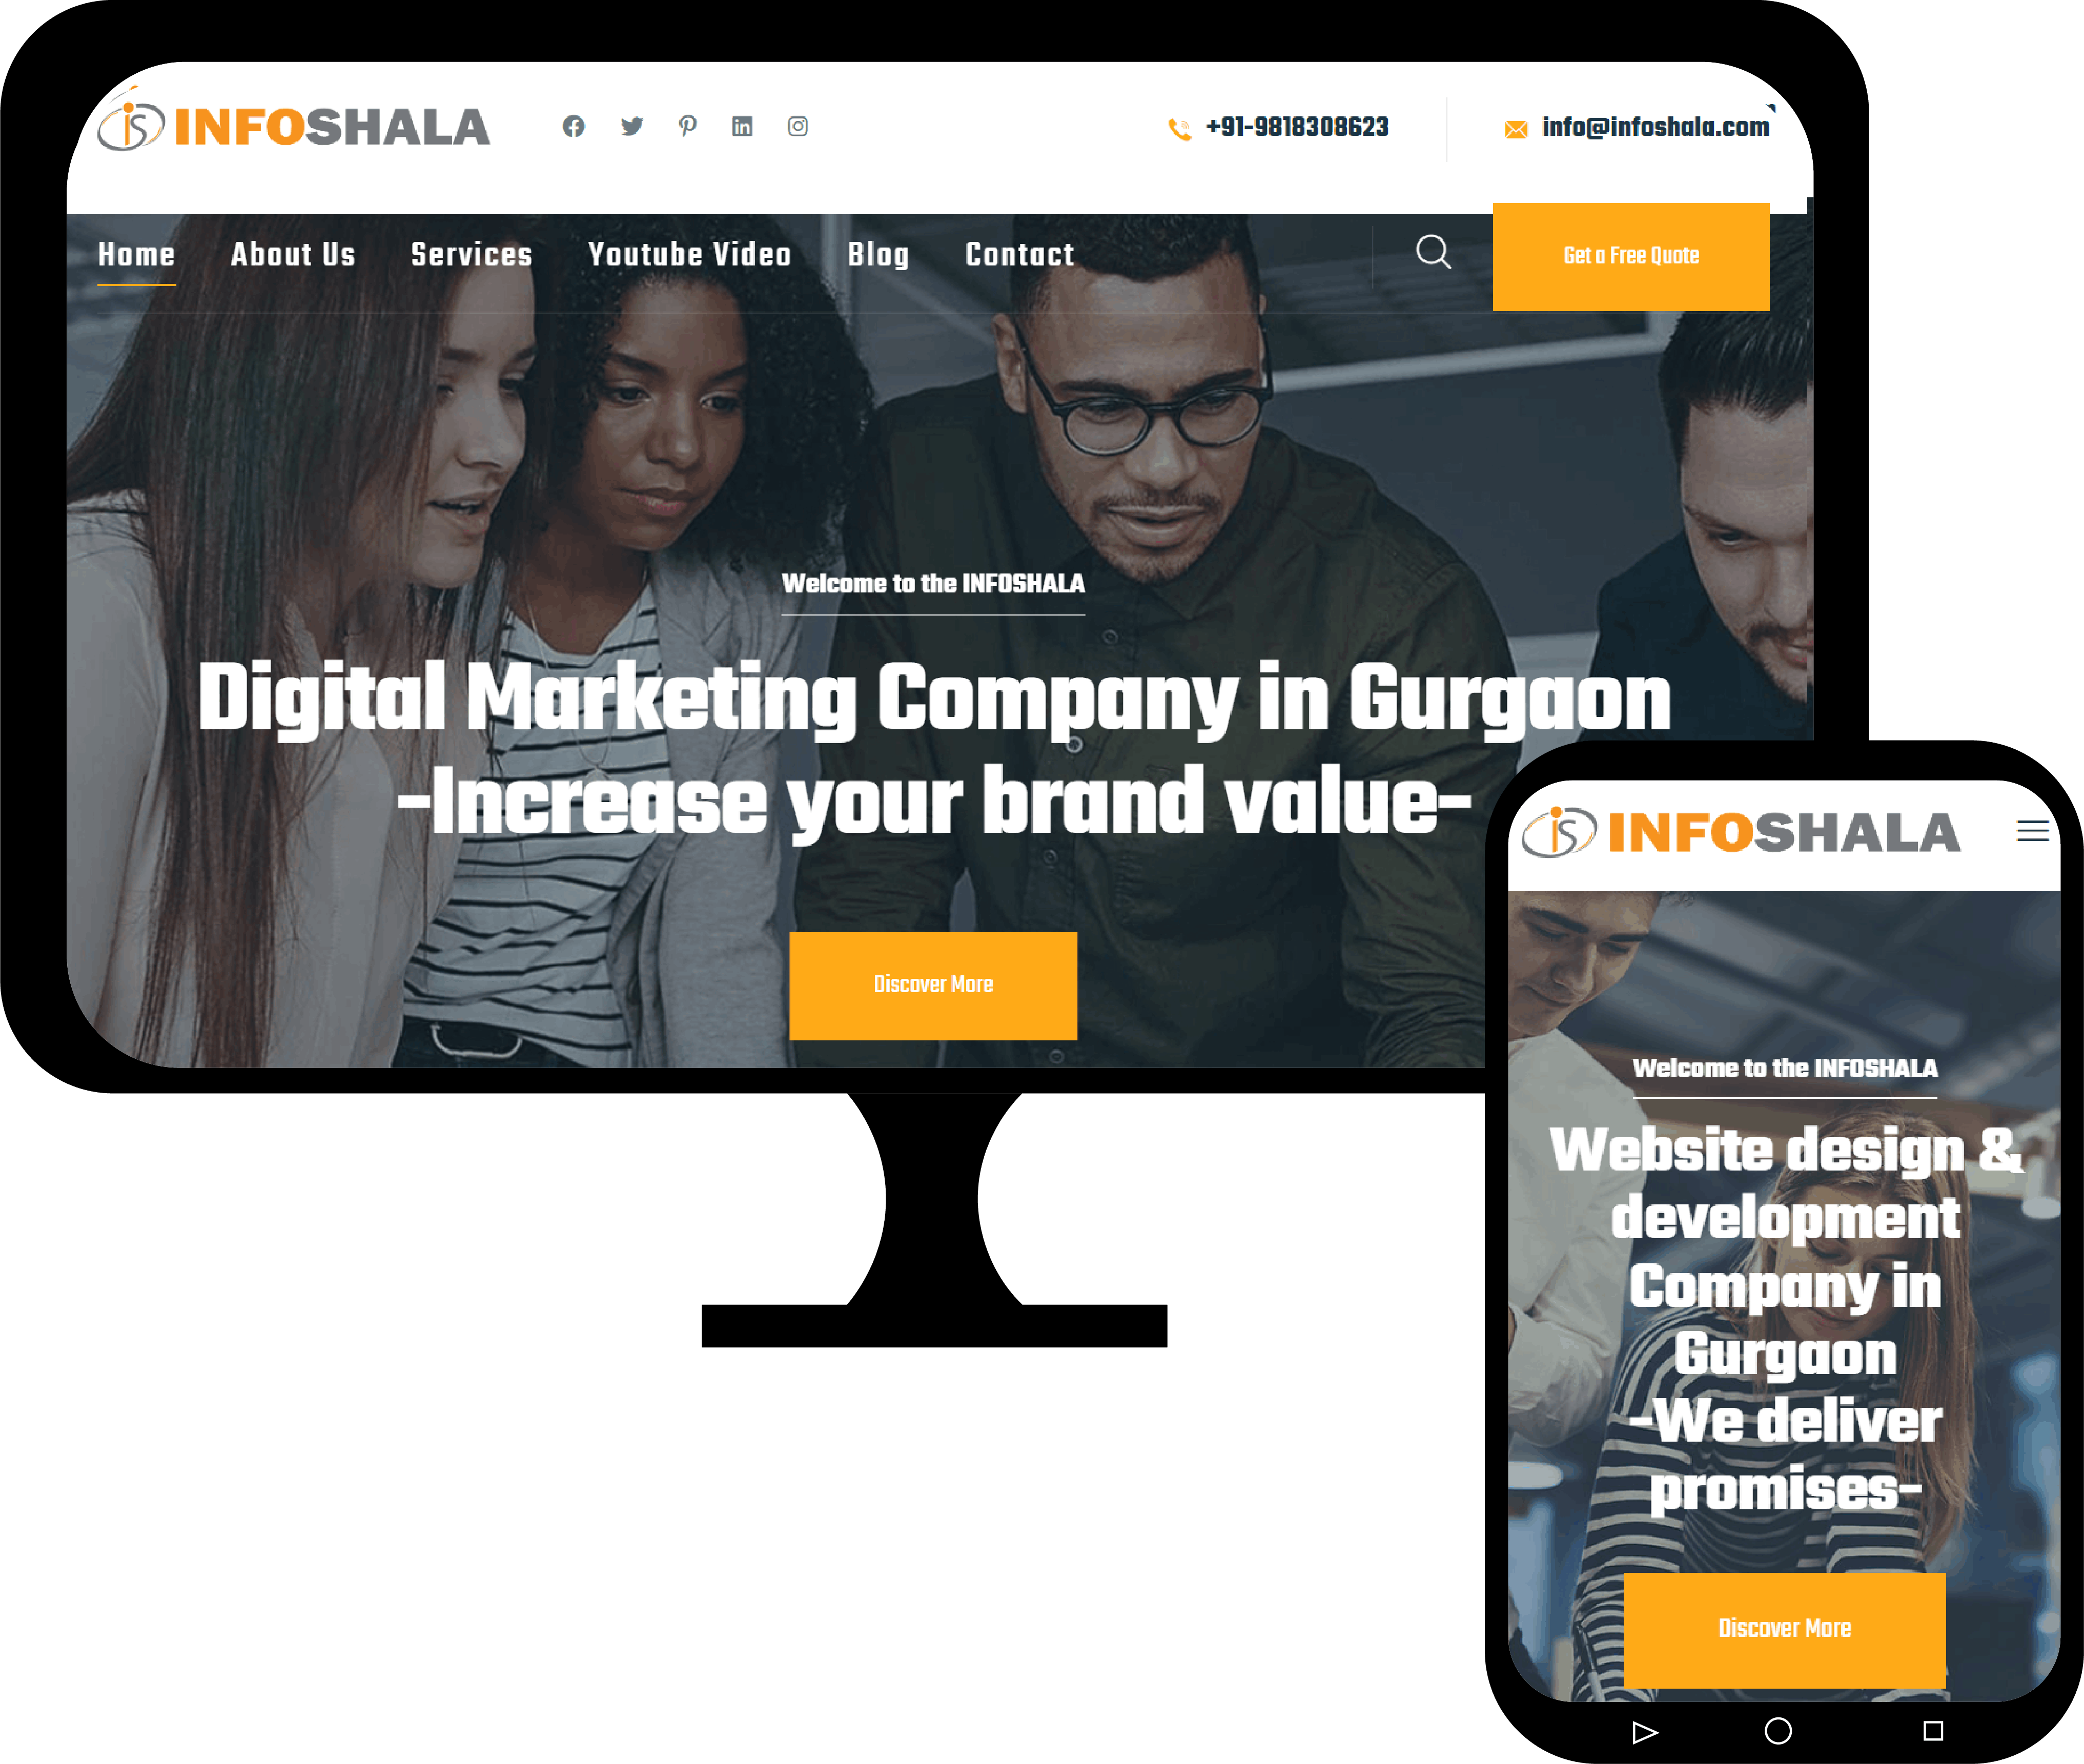 INFOSHALA
+91-9818308623
info@infoshala.com
Home About Us Services Youtube Video Blog Contact
Get a Free Quote
Welcome to the INFOSHALA
Digital Marketing Company in Gurgaon
-Increase your brand value-
Discover More
INFOSHALA
Welcome to the INFOSHALA
Website design &
development
Company in
Gurgaon
-We deliver
promises-
Discover More